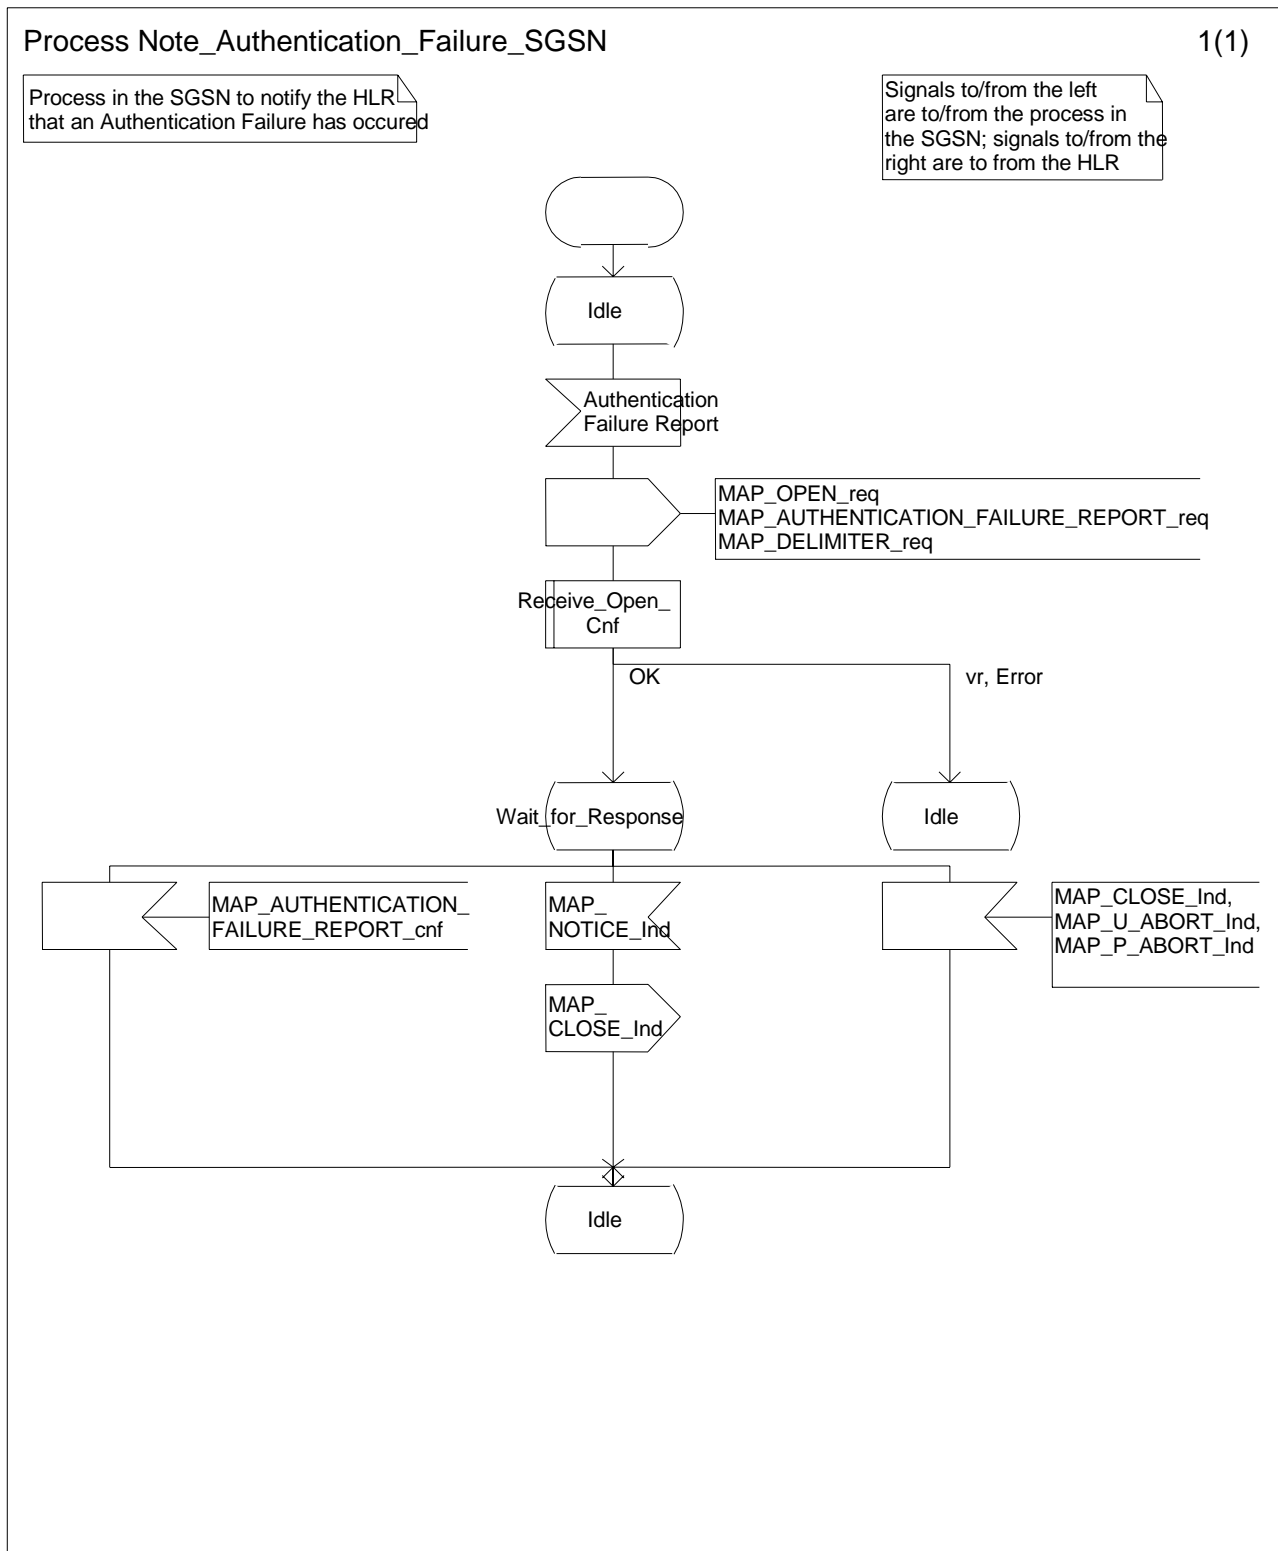 Process Note_Authentication_Failure_SGSN
1(1)
Process in the SGSN to notify the HLR
that an Authentication Failure has occured
Signals to/from the left
are to/from the process in
the SGSN; signals to/from the
right are to from the HLR
Idle
Authentication
Failure Report
MAP_OPEN_req
MAP_AUTHENTICATION_FAILURE_REPORT_req
MAP_DELIMITER_req
Receive_Open_
Cnf
OK
vr, Error
Wait_for_Response
Idle
MAP_AUTHENTICATION_
FAILURE_REPORT_cnf
MAP_
NOTICE_Ind
MAP_CLOSE_Ind,
MAP_U_ABORT_Ind,
MAP_P_ABORT_Ind
MAP_
CLOSE_Ind
Idle